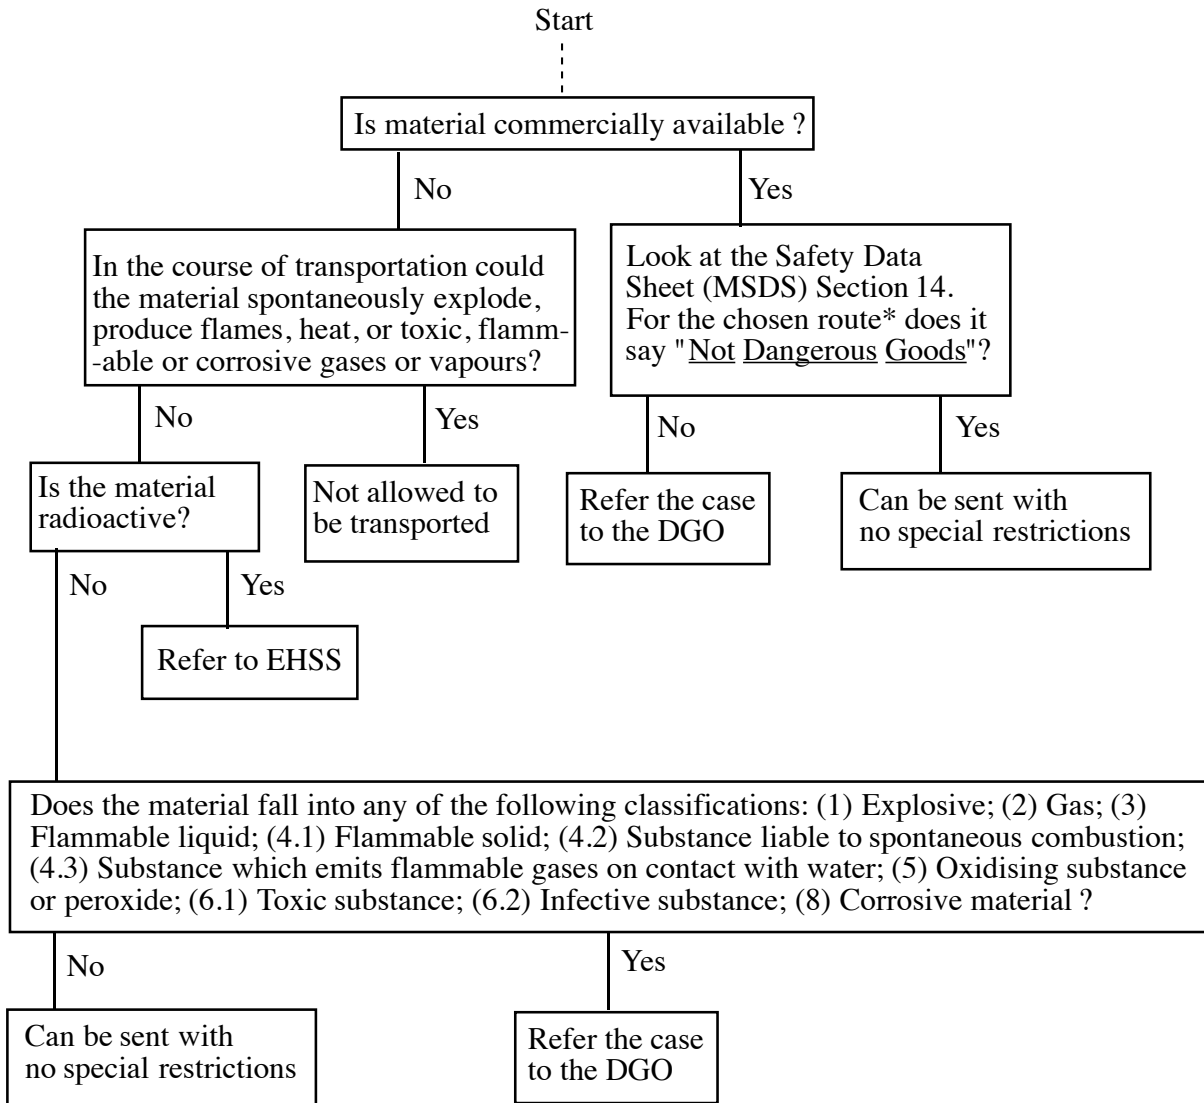 Start
Is material commercially available ?
No
Yes
In the course of transportation could
the material spontaneously explode,
produce flames, heat, or toxic, flamm-
-able or corrosive gases or vapours?
Look at the Safety Data
Sheet (MSDS) Section 14.
For the chosen route* does it
say "Not Dangerous Goods"?
No
Yes
No
Yes
Is the material
radioactive?
Not allowed to
be transported
Refer the case
to the DGO
Can be sent with
no special restrictions
No
Yes
Refer to EHSS
Does the material fall into any of the following classifications: (1) Explosive; (2) Gas; (3)
Flammable liquid; (4.1) Flammable solid; (4.2) Substance liable to spontaneous combustion;
(4.3) Substance which emits flammable gases on contact with water; (5) Oxidising substance
or peroxide; (6.1) Toxic substance; (6.2) Infective substance; (8) Corrosive material ?
No
Yes
Can be sent with
no special restrictions
Refer the case
to the DGO